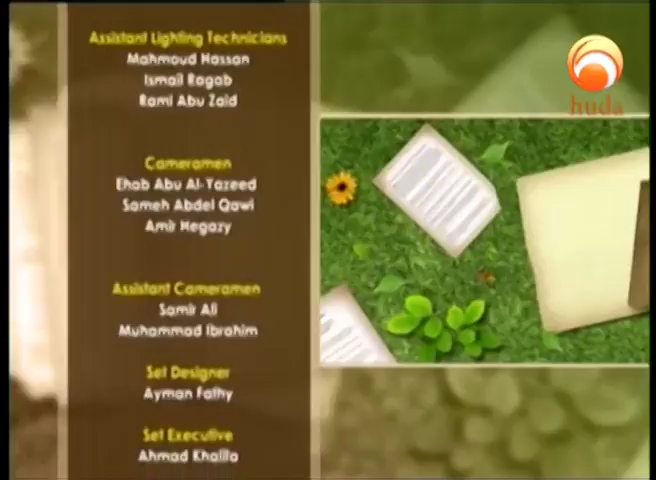 Assistant Lighting Technicians
Mahmoud Hassan
Ismail Ragab
Rami Abu Zaid
Cameramen
Ehab Abu Al-Yazeed
Sameh Abdel Qawi
Amir Hegazy
Assistant Cameramen
Samir Ali
Muhammad Ibrahim
Set Designer
Ayman Fathy
Set Executive
Ahmad Khalifa
huda